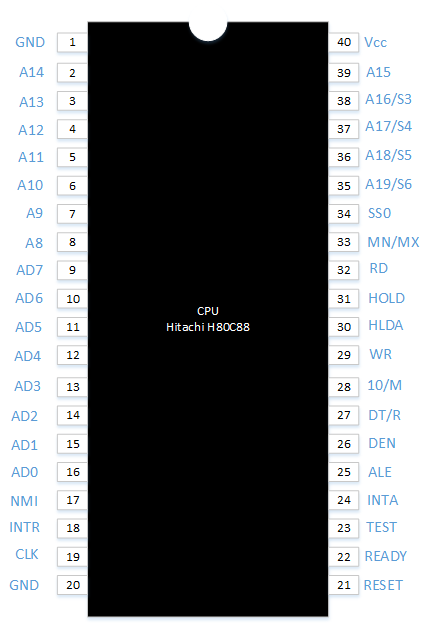 GND 1 40 Vcc
A14 2 39 A15
A13 3 38 A16/S3
A12 4 37 A17/S4
A11 5 36 A18/S5
A10 6 35 A19/S6
A9 7 34 SS0
A8 8 33 MN/MX
AD7 9 32 RD
AD6 10 31 HOLD
CPU
Hitachi H80C88
AD5 11 30 HLDA
AD4 12 29 WR
AD3 13 28 10/M
AD2 14 27 DT/R
AD1 15 26 DEN
AD0 16 25 ALE
NMI 17 24 INTA
INTR 18 23 TEST
CLK 19 22 READY
GND 20 21 RESET